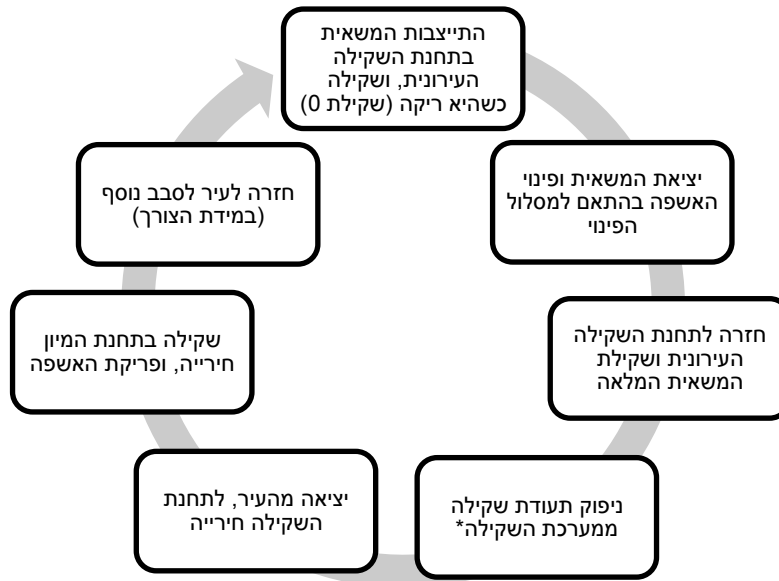 התייצבות המשאית
בתחנת השקילה
העירונית, ושקילה
כשהיא ריקה (שקילת 0)
יציאת המשאית ופינוי
האשפה בהתאם למסלול
הפינוי
חזרה לתחנת השקילה
העירונית ושקילת
המשאית המלאה
ניפוק תעודת שקילה
ממערכת השקילה*
יציאה מהעיר, לתחנת
השקילה חירייה
שקילה בתחנת המיון
חירייה, ופריקת האשפה
חזרה לעיר לסבב נוסף
(במידת הצורך)